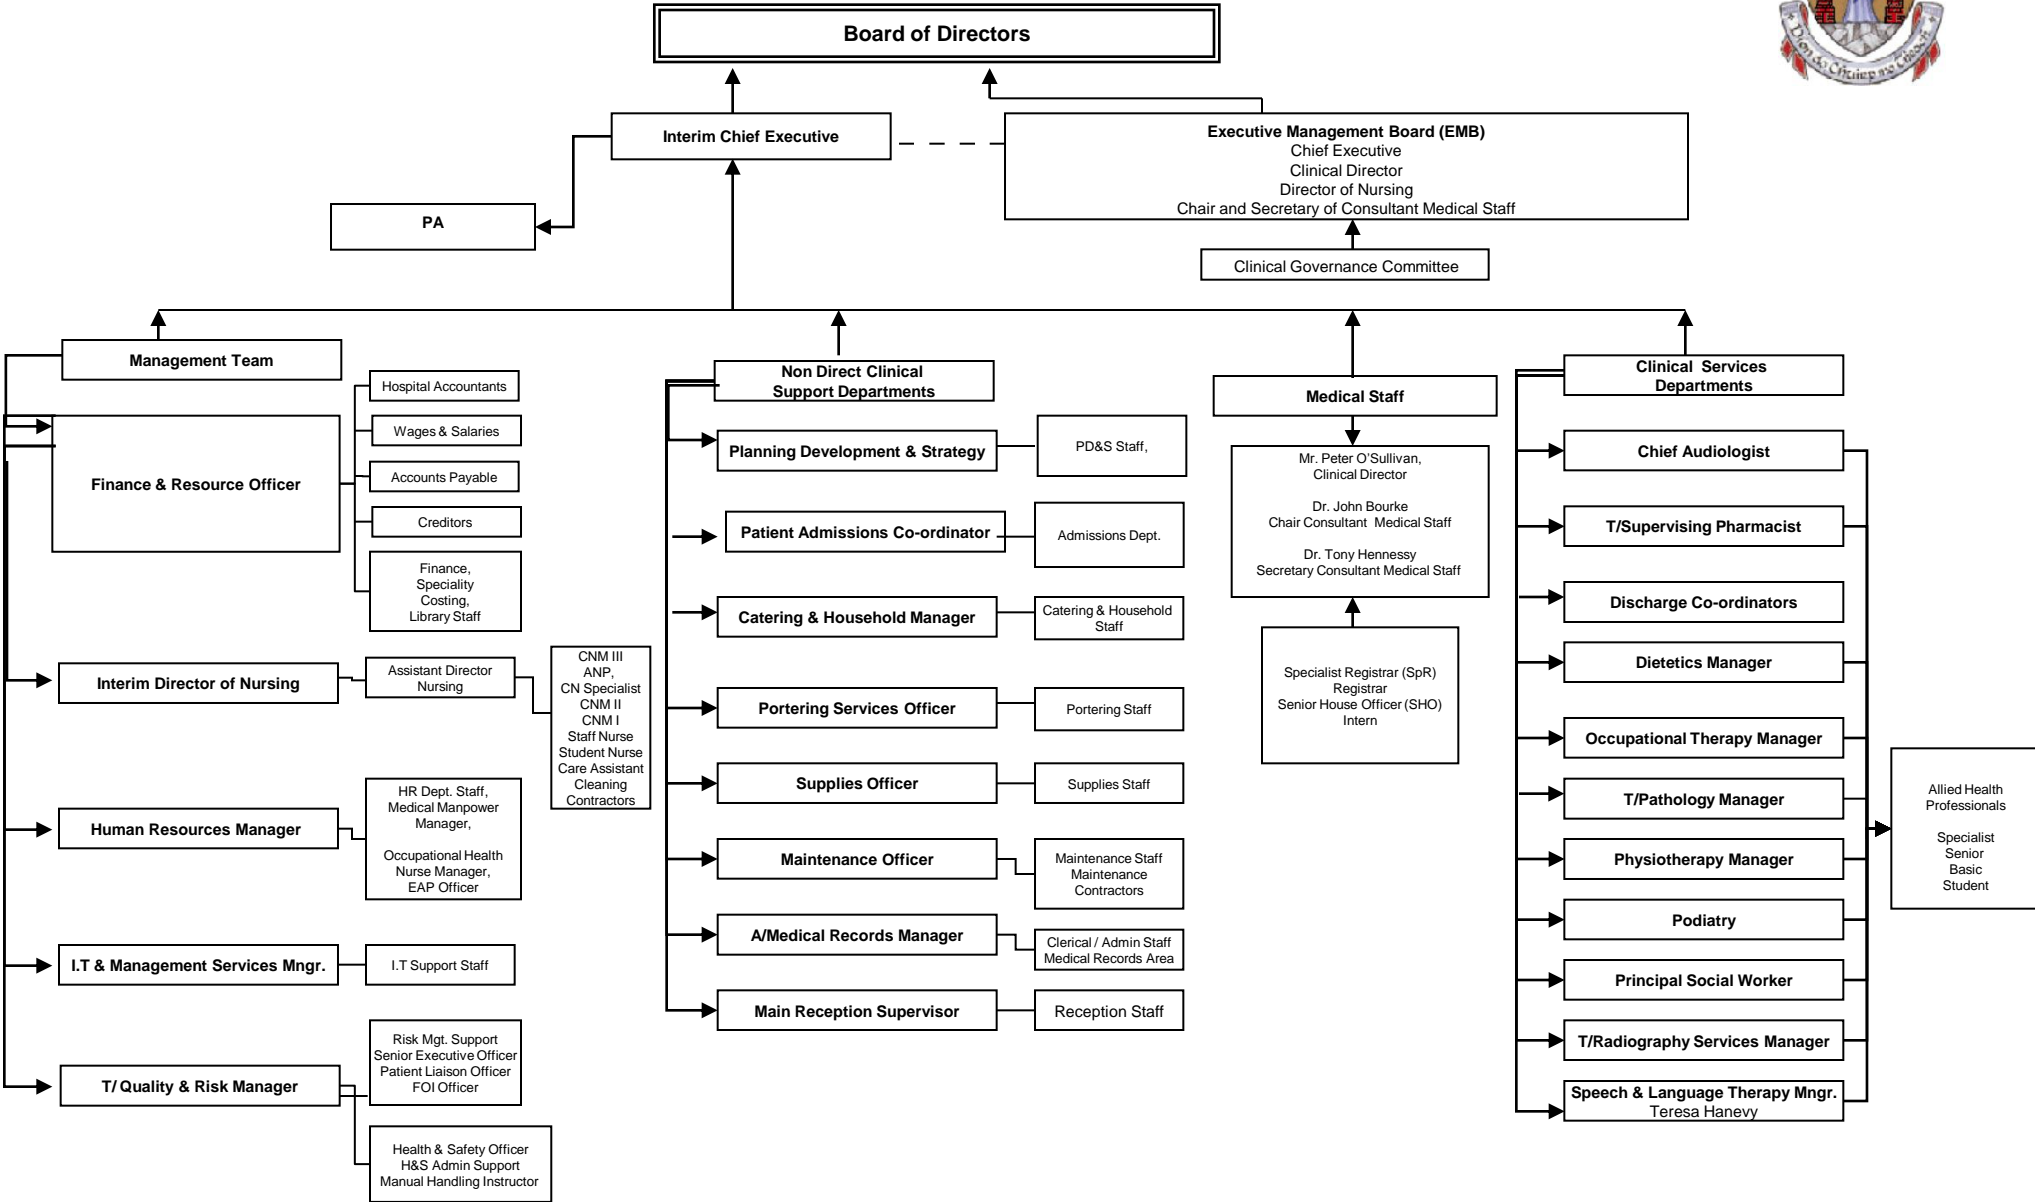 Board of Directors
Interim Chief Executive
Executive Management Board (EMB)
Chief Executive
Clinical Director
Director of Nursing
Chair and Secretary of Consultant Medical Staff
PA
Clinical Governance Committee
Management Team
Finance & Resource Officer
Hospital Accountants
Wages & Salaries
Accounts Payable
Creditors
Finance,
Speciality
Costing,
Library Staff
Interim Director of Nursing
Assistant Director
Nursing
CNM III
ANP,
CN Specialist
CNM II
CNM I
Staff Nurse
Student Nurse
Care Assistant
Cleaning
Contractors
Human Resources Manager
HR Dept. Staff,
Medical Manpower
Manager,
Occupational Health
Nurse Manager,
EAP Officer
I.T & Management Services Mngr.
I.T Support Staff
T/ Quality & Risk Manager
Risk Mgt. Support
Senior Executive Officer
Patient Liaison Officer
FOI Officer
Health & Safety Officer
H&S Admin Support
Manual Handling Instructor
Non Direct Clinical
Support Departments
Planning Development & Strategy
PD&S Staff,
Patient Admissions Co-ordinator
Admissions Dept.
Catering & Household Manager
Catering & Household
Staff
Portering Services Officer
Portering Staff
Supplies Officer
Supplies Staff
Maintenance Officer
Maintenance Staff
Maintenance
Contractors
A/Medical Records Manager
Clerical / Admin Staff
Medical Records Area
Main Reception Supervisor
Reception Staff
Medical Staff
Mr. Peter O’Sullivan,
Clinical Director
Dr. John Bourke
Chair Consultant Medical Staff
Dr. Tony Hennessy
Secretary Consultant Medical Staff
Specialist Registrar (SpR)
Registrar
Senior House Officer (SHO)
Intern
Clinical Services
Departments
Chief Audiologist
T/Supervising Pharmacist
Discharge Co-ordinators
Dietetics Manager
Occupational Therapy Manager
T/Pathology Manager
Physiotherapy Manager
Podiatry
Principal Social Worker
T/Radiography Services Manager
Speech & Language Therapy Mngr.
Teresa Hanevy
Allied Health
Professionals
Specialist
Senior
Basic
Student